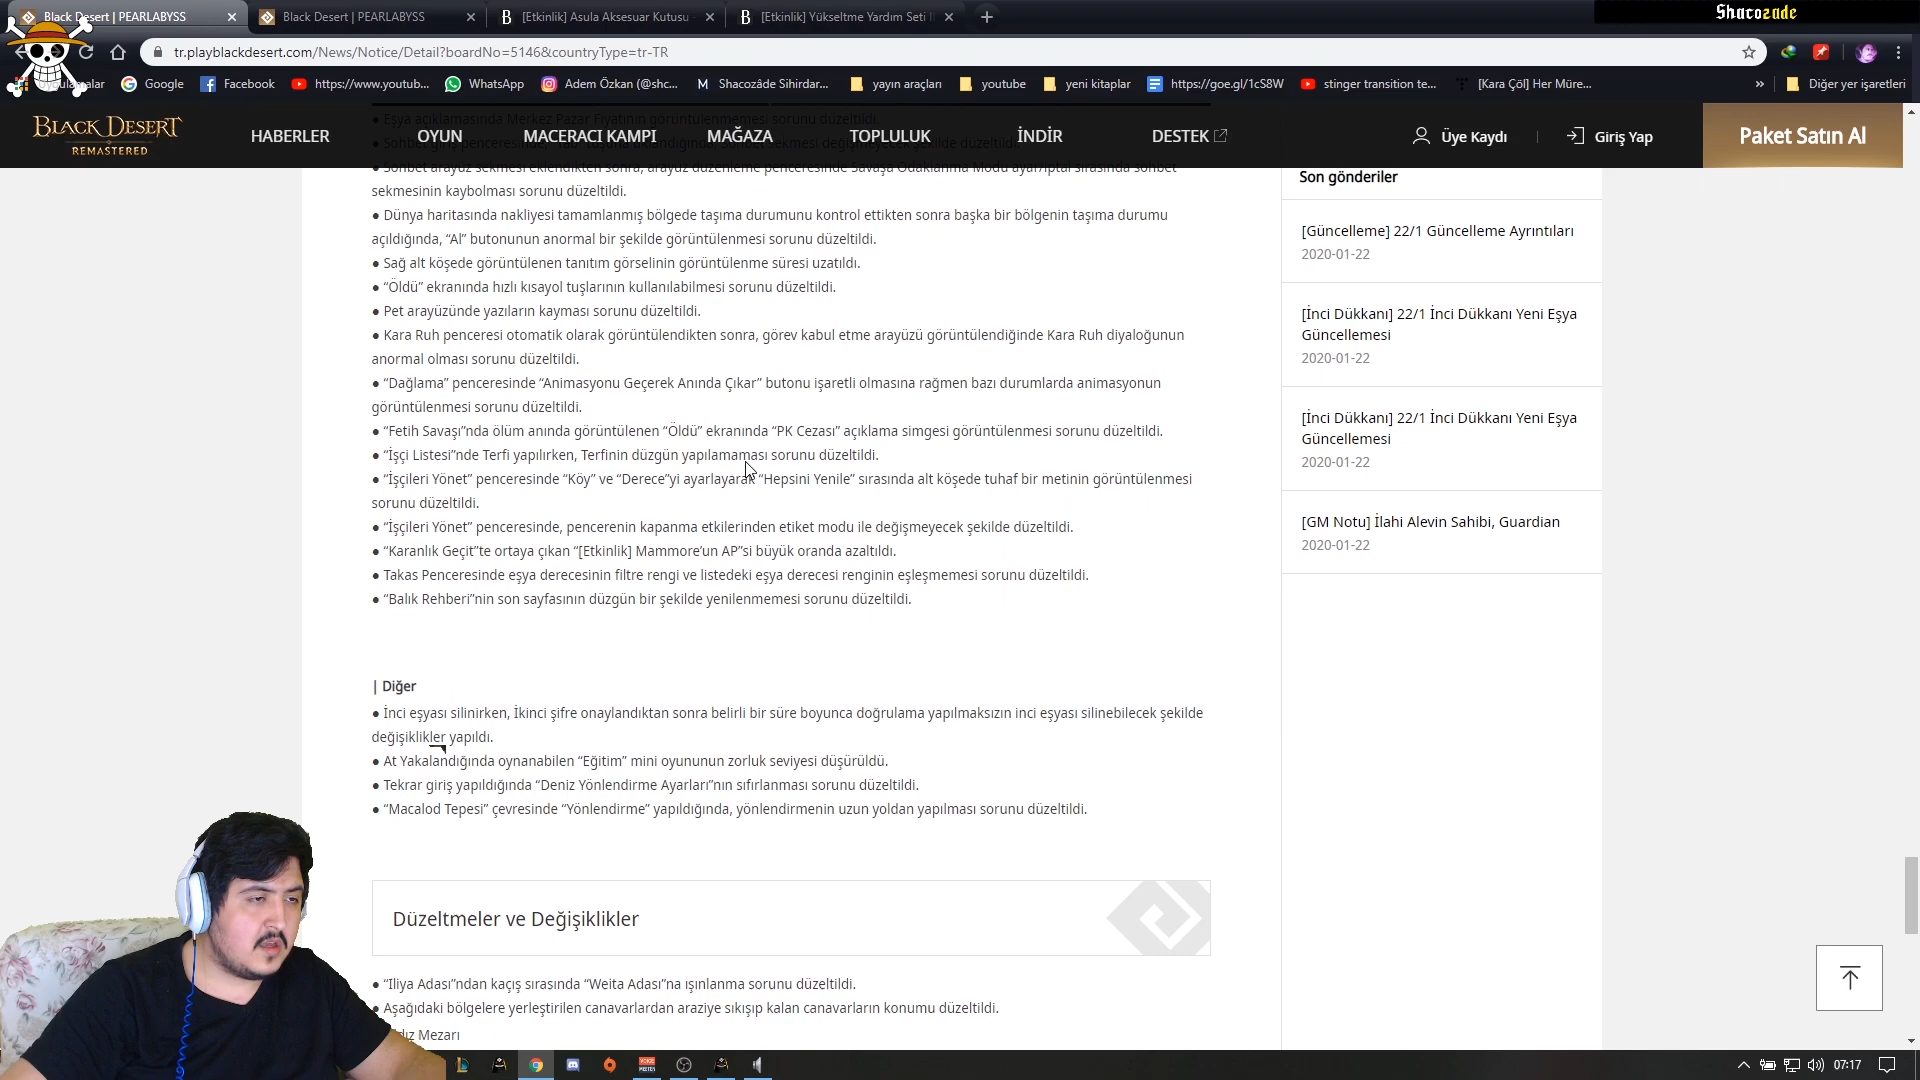 Black Desert | PEARLABYSS
Black Desert | PEARLABYSS
[Etkinlik] Asula Aksesuar Kutusu
[Etkinlik] Yükseltme Yardım Seti
Shacozade
tr.playblackdesert.com/News/Notice/Detail?boardNo=5146&countryType=tr-TR
Google
Facebook
https://www.youtub...
WhatsApp
Adem Özkan (@shc...
Shacozâde Sihirdar...
yayın araçları
youtube
yeni kitaplar
https://goe.gl/1cS8W
stinger transition te...
[Kara Çöl] Her Müre...
»
Diğer yer işaretleri
BLACK DESERT
REMASTERED
HABERLER
OYUN
MACERACI KAMPI
MAĞAZA
TOPLULUK
İNDİR
DESTEK
Üye Kaydı
Giriş Yap
Paket Satın Al
● Eşya açıklamasında Merkez Pazar Fiyatının görüntülenmemesi sorunu düzeltildi.
● Sohbet arayüz sekmesi eklendikten sonra, arayüz düzenleme penceresinde Savaşa Odaklanma Modu ayar/iptal sırasında sohbet
sekmesinin kaybolması sorunu düzeltildi.
● Dünya haritasında nakliyesi tamamlanmış bölgede taşıma durumunu kontrol ettikten sonra başka bir bölgenin taşıma durumu
açıldığında, “Al” butonunun anormal bir şekilde görüntülenmesi sorunu düzeltildi.
● Sağ alt köşede görüntülenen tanıtım görselinin görüntülenme süresi uzatıldı.
● “Öldü” ekranında hızlı kısayol tuşlarının kullanılabilmesi sorunu düzeltildi.
● Pet arayüzünde yazıların kayması sorunu düzeltildi.
● Kara Ruh penceresi otomatik olarak görüntülendikten sonra, görev kabul etme arayüzü görüntülendiğinde Kara Ruh diyaloğunun
anormal olması sorunu düzeltildi.
● “Dağlama” penceresinde “Animasyonu Geçerek Anında Çıkar” butonu işaretli olmasına rağmen bazı durumlarda animasyonun
görüntülenmesi sorunu düzeltildi.
● “Fetih Savaşı”nda ölüm anında görüntülenen “Öldü” ekranında “PK Cezası” açıklama simgesi görüntülenmesi sorunu düzeltildi.
● “İşçi Listesi”nde Terfi yapılırken, Terfinin düzgün yapılamaması sorunu düzeltildi.
● “İşçileri Yönet” penceresinde “Köy” ve “Derece”yi ayarlayarak “Hepsini Yenile” sırasında alt köşede tuhaf bir metinin görüntülenmesi
sorunu düzeltildi.
● “İşçileri Yönet” penceresinde, pencerenin kapanma etkilerinden etiket modu ile değişmeyecek şekilde düzeltildi.
● “Karanlık Geçit”te ortaya çıkan “[Etkinlik] Mammore’un AP”si büyük oranda azaltıldı.
● Takas Penceresinde eşya derecesinin filtre rengi ve listedeki eşya derecesi renginin eşleşmemesi sorunu düzeltildi.
● “Balık Rehberi”nin son sayfasının düzgün bir şekilde yenilenmemesi sorunu düzeltildi.
| Diğer
● İnci eşyası silinirken, İkinci şifre onaylandıktan sonra belirli bir süre boyunca doğrulama yapılmaksızın inci eşyası silinebilecek şekilde
değişiklikler yapıldı.
● At Yakalandığında oynanabilen “Eğitim” mini oyununun zorluk seviyesi düşürüldü.
● Tekrar giriş yapıldığında “Deniz Yönlendirme Ayarları”nın sıfırlanması sorunu düzeltildi.
● “Macalod Tepesi” çevresinde “Yönlendirme” yapıldığında, yönlendirmenin uzun yoldan yapılması sorunu düzeltildi.
Düzeltmeler ve Değişiklikler
● “Iliya Adası”ndan kaçış sırasında “Weita Adası”na ışınlanma sorunu düzeltildi.
● Aşağıdaki bölgelere yerleştirilen canavarlardan araziye sıkışıp kalan canavarların konumu düzeltildi.
Mezarı
Son gönderiler
[Güncelleme] 22/1 Güncelleme Ayrıntıları
2020-01-22
[İnci Dükkanı] 22/1 İnci Dükkanı Yeni Eşya
Güncellemesi
2020-01-22
[İnci Dükkanı] 22/1 İnci Dükkanı Yeni Eşya
Güncellemesi
2020-01-22
[GM Notu] İlahi Alevin Sahibi, Guardian
2020-01-22
07:17